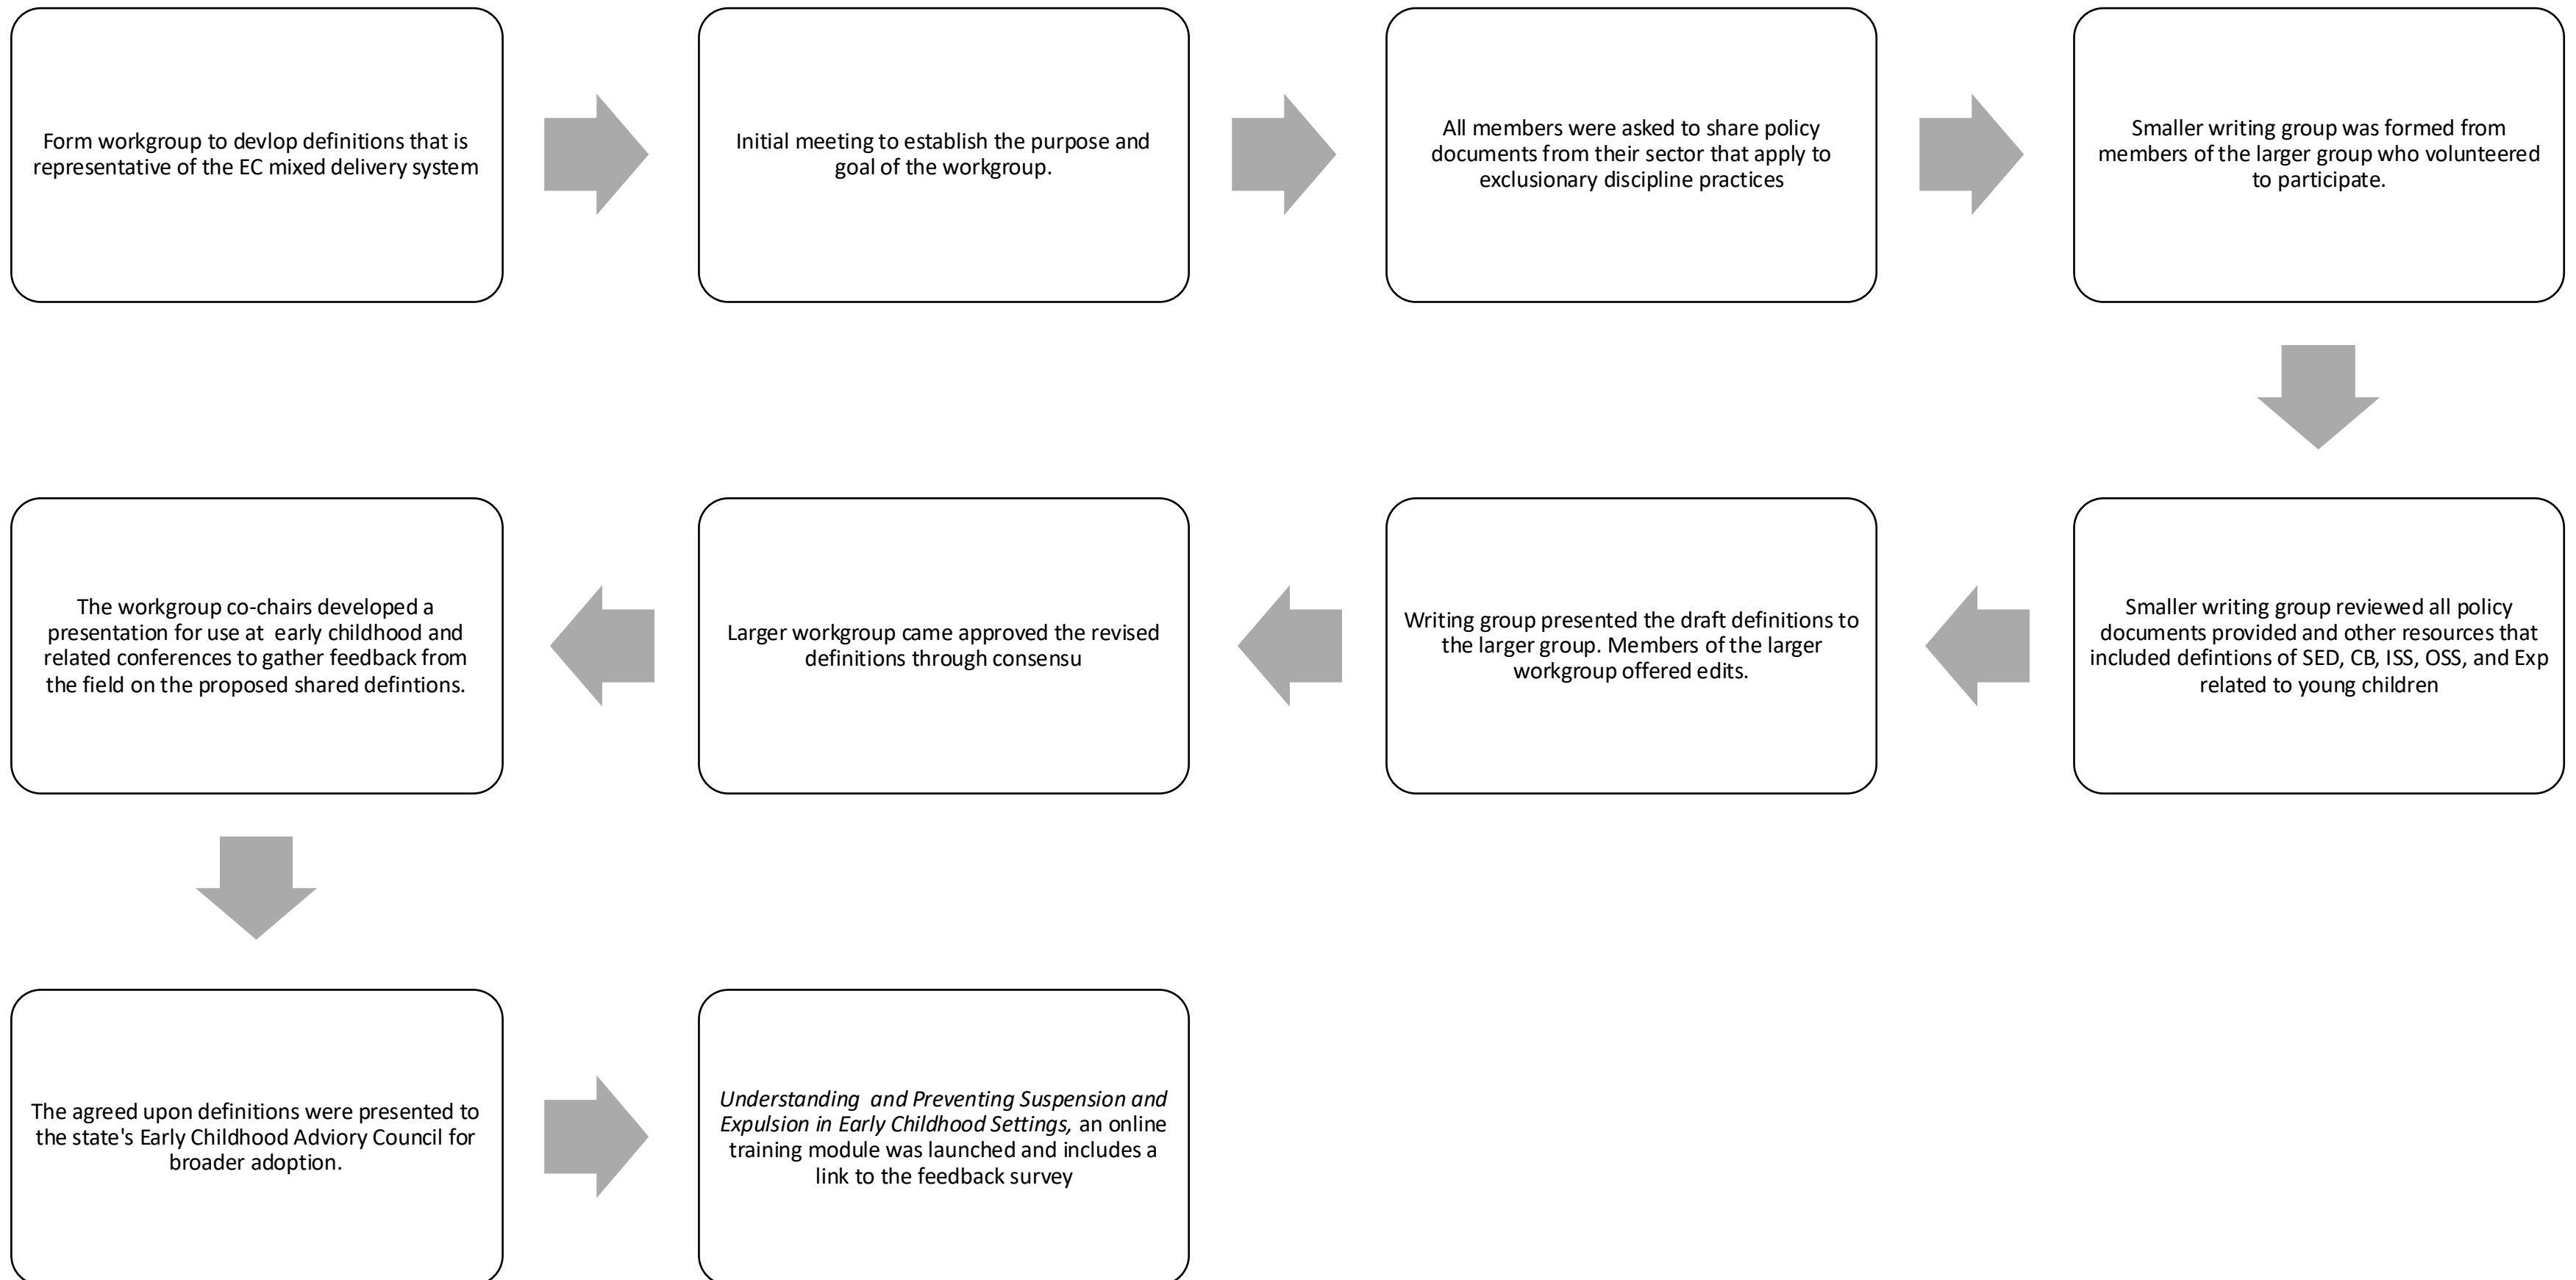 Form workgroup to devlop definitions that is
representative of the EC mixed delivery system
Initial meeting to establish the purpose and
goal of the workgroup.
All members were asked to share policy
documents from their sector that apply to
exclusionary discipline practices
Smaller writing group was formed from
members of the larger group who volunteered
to participate.
Smaller writing group reviewed all policy
documents provided and other resources that
included defintions of SED, CB, ISS, OSS, and Exp
related to young children
Writing group presented the draft definitions to
the larger group. Members of the larger
workgroup offered edits.
Larger workgroup came approved the revised
definitions through consensu
The workgroup co-chairs developed a
presentation for use at early childhood and
related conferences to gather feedback from
the field on the proposed shared defintions.
The agreed upon definitions were presented to
the state's Early Childhood Adviory Council for
broader adoption.
Understanding and Preventing Suspension and
Expulsion in Early Childhood Settings, an online
training module was launched and includes a
link to the feedback survey